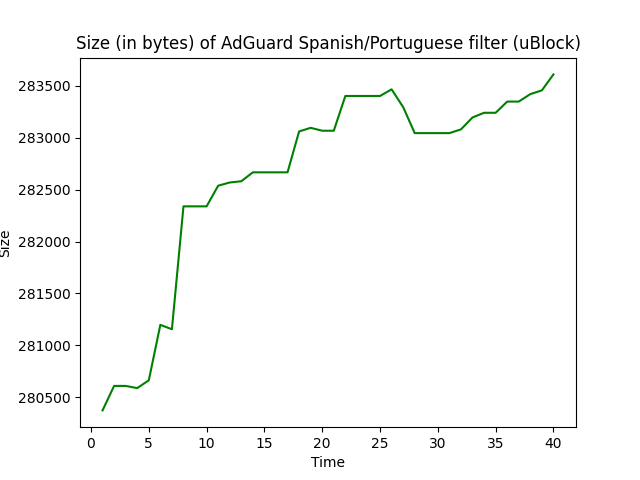 Size (in bytes) of AdGuard Spanish/Portuguese filter (uBlock)
283500
283000
282500
282000
281500
281000
280500
Size
0 5 10 15 20 25 30 35 40
Time